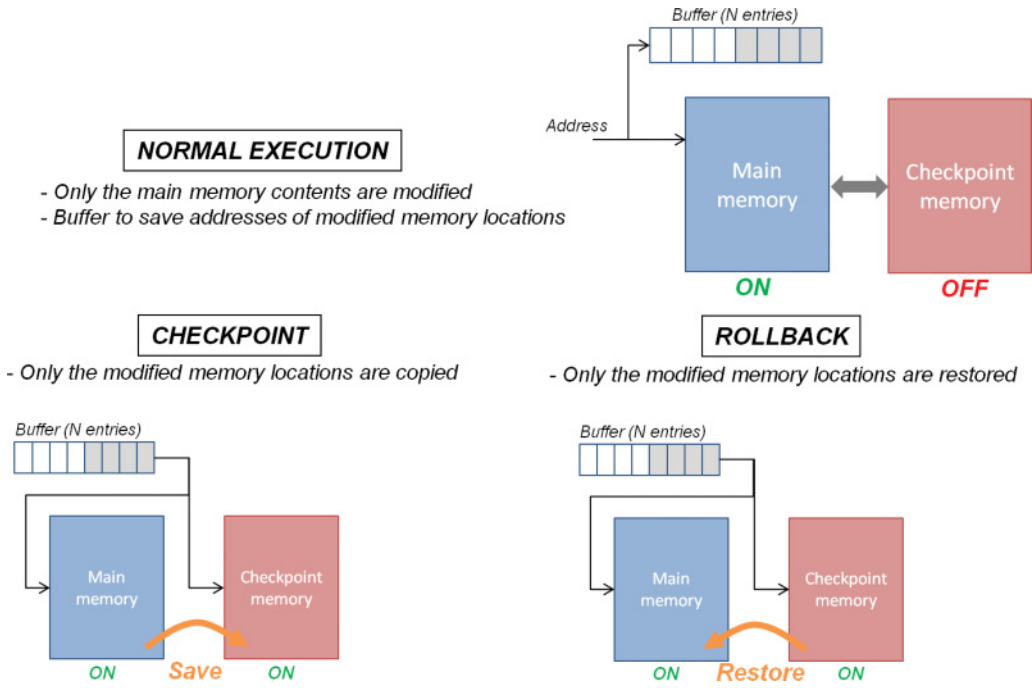 Buffer (N entries)
Address
NORMAL EXECUTION
- Only the main memory contents are modified
- Buffer to save addresses of modified memory locations
Main
memory
Checkpoint
memory
ON
OFF
CHECKPOINT
- Only the modified memory locations are copied
Buffer (N entries)
Main
memory
Checkpoint
memory
ON
Save
ON
ROLLBACK
- Only the modified memory locations are restored
Buffer (N entries)
Main
memory
Checkpoint
memory
ON
Restore
ON